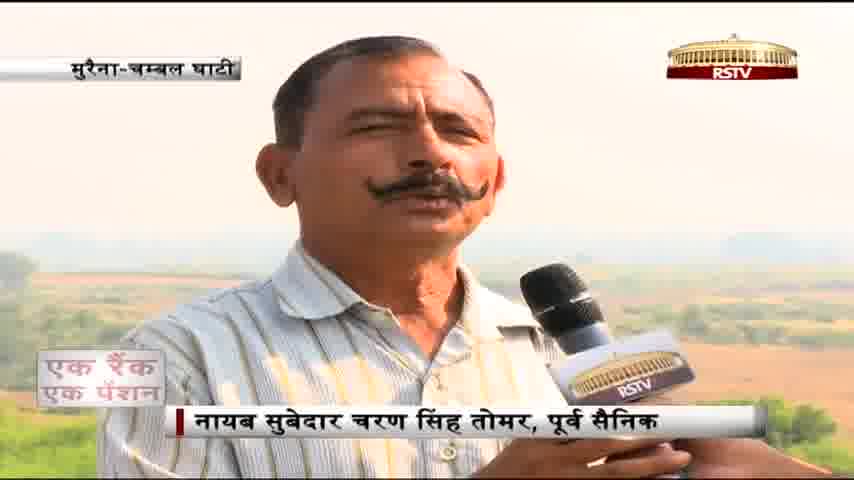 मुरैना-चम्बल घाटी
RSTV
एक रैंक
एक पेंशन
RSTV
नायब सुबेदार चरण सिंह तोमर, पूर्व सैनिक